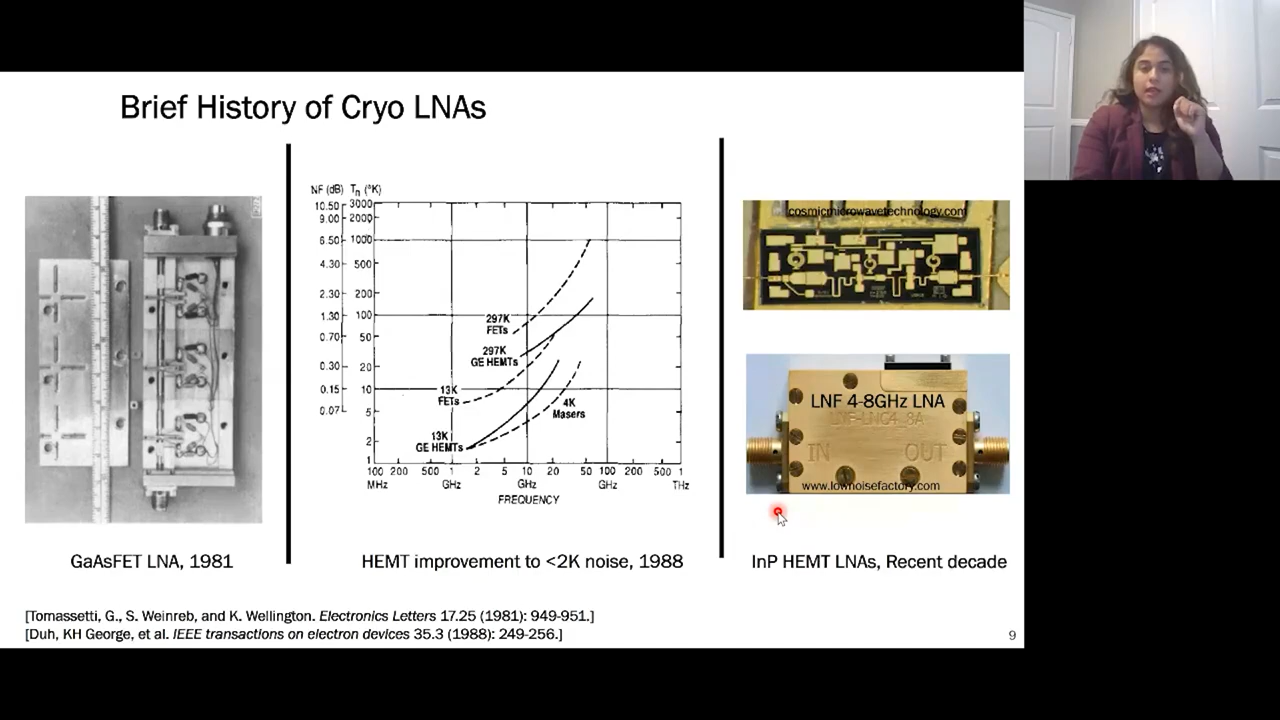 Brief History of Cryo LNAs
NF (dB) Tn (°K)
10.50 3000
9.00 2000
6.50 1000
4.30 500
2.30 200
1.30 100
0.70 50
0.30 20
0.15 10
0.07 5
2
1
297K
FETs
297K
GE HEMTs
13K
FETs
4K
Masers
13K
GE HEMTs
100 200 500 1 2 5 10 20 50 100 200 500 1
MHz GHz GHz GHz THz
FREQUENCY
cosmicmicrowavetechnology.com
LNF 4-8GHz LNA
LNF-LNC4_8A
IN OUT
www.lownoisefactory.com
GaAsFET LNA, 1981
HEMT improvement to <2K noise, 1988
InP HEMT LNAs, Recent decade
[Tomassetti, G., S. Weinreb, and K. Wellington. Electronics Letters 17.25 (1981): 949-951.]
[Duh, KH George, et al. IEEE transactions on electron devices 35.3 (1988): 249-256.]
9